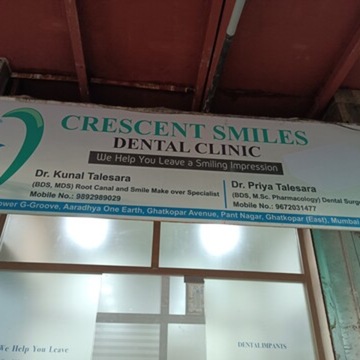 CRESCENT SMILES
DENTAL CLINIC
We Help You Leave a Smiling Impression
Dr. Kunal Talesara
(BDS, MDS) Root Canal and Smile Make over Specialist
Mobile No.: 9892989029
Dr. Priya Talesara
(BDS, M.Sc. Pharmacology) Dental Surge
Mobile No.: 9672031477
ower G-Groove, Aaradhya One Earth, Ghatkopar Avenue, Pant Nagar, Ghatkopar (East), Mumbai
We Help You Leave
DENTAL IMPANTS